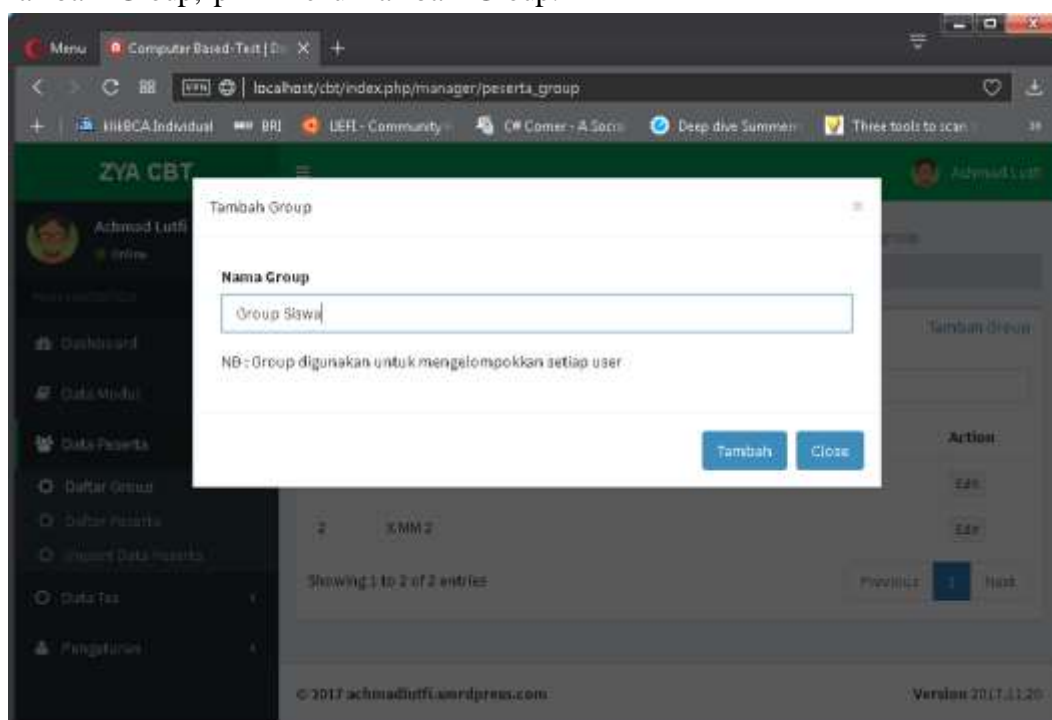 Menu Computer Based-Test | D
localhost/cbt/index.php/manager/peserta_group
klikBCA Individual BRI UEFI - Community C# Corner - A Socia Deep dive Summer Three tools to scan
ZYA CBT Achmad Lutfi
Achmad Lutfi
Online
Tambah Group
Nama Group
Group Siswa
NB : Group digunakan untuk mengelompokkan setiap user
Tambah Close
Tambah Group
Dashboard
Data Modul
Data Peserta
Action
Daftar Group
Edit
Daftar Peserta
2 X MM 2 Edit
Import Data Peserta
Showing 1 to 2 of 2 entries Previous 1 Next
Data Tes
Pengaturan
© 2017 achmadlutfi.wordpress.com Version 2017.11.20